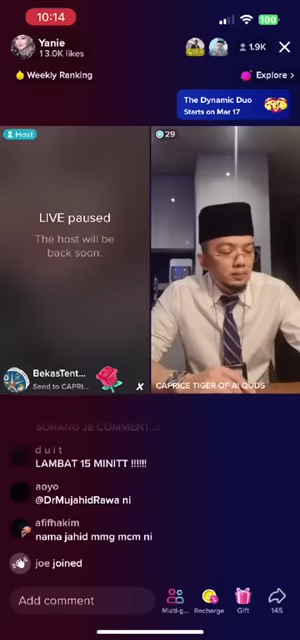 10:14
100
Yanie
13.0K likes
1.9K
Weekly Ranking
Explore >
The Dynamic Duo
Starts on Mar 17
Host
29
LIVE paused
The host will be
back soon.
BekasTent...
Send to CAPRI...
x
CAPRICE TIGER OF Al QUDS
SORANG JE COMMENT...!
d u i t
LAMBAT 15 MINITT !!!!!!
aoyo
@DrMujahidRawa ni
afifhakim
nama jahid mmg mcm ni
joe joined
Add comment
Multi-g...
Recharge
Gift
145